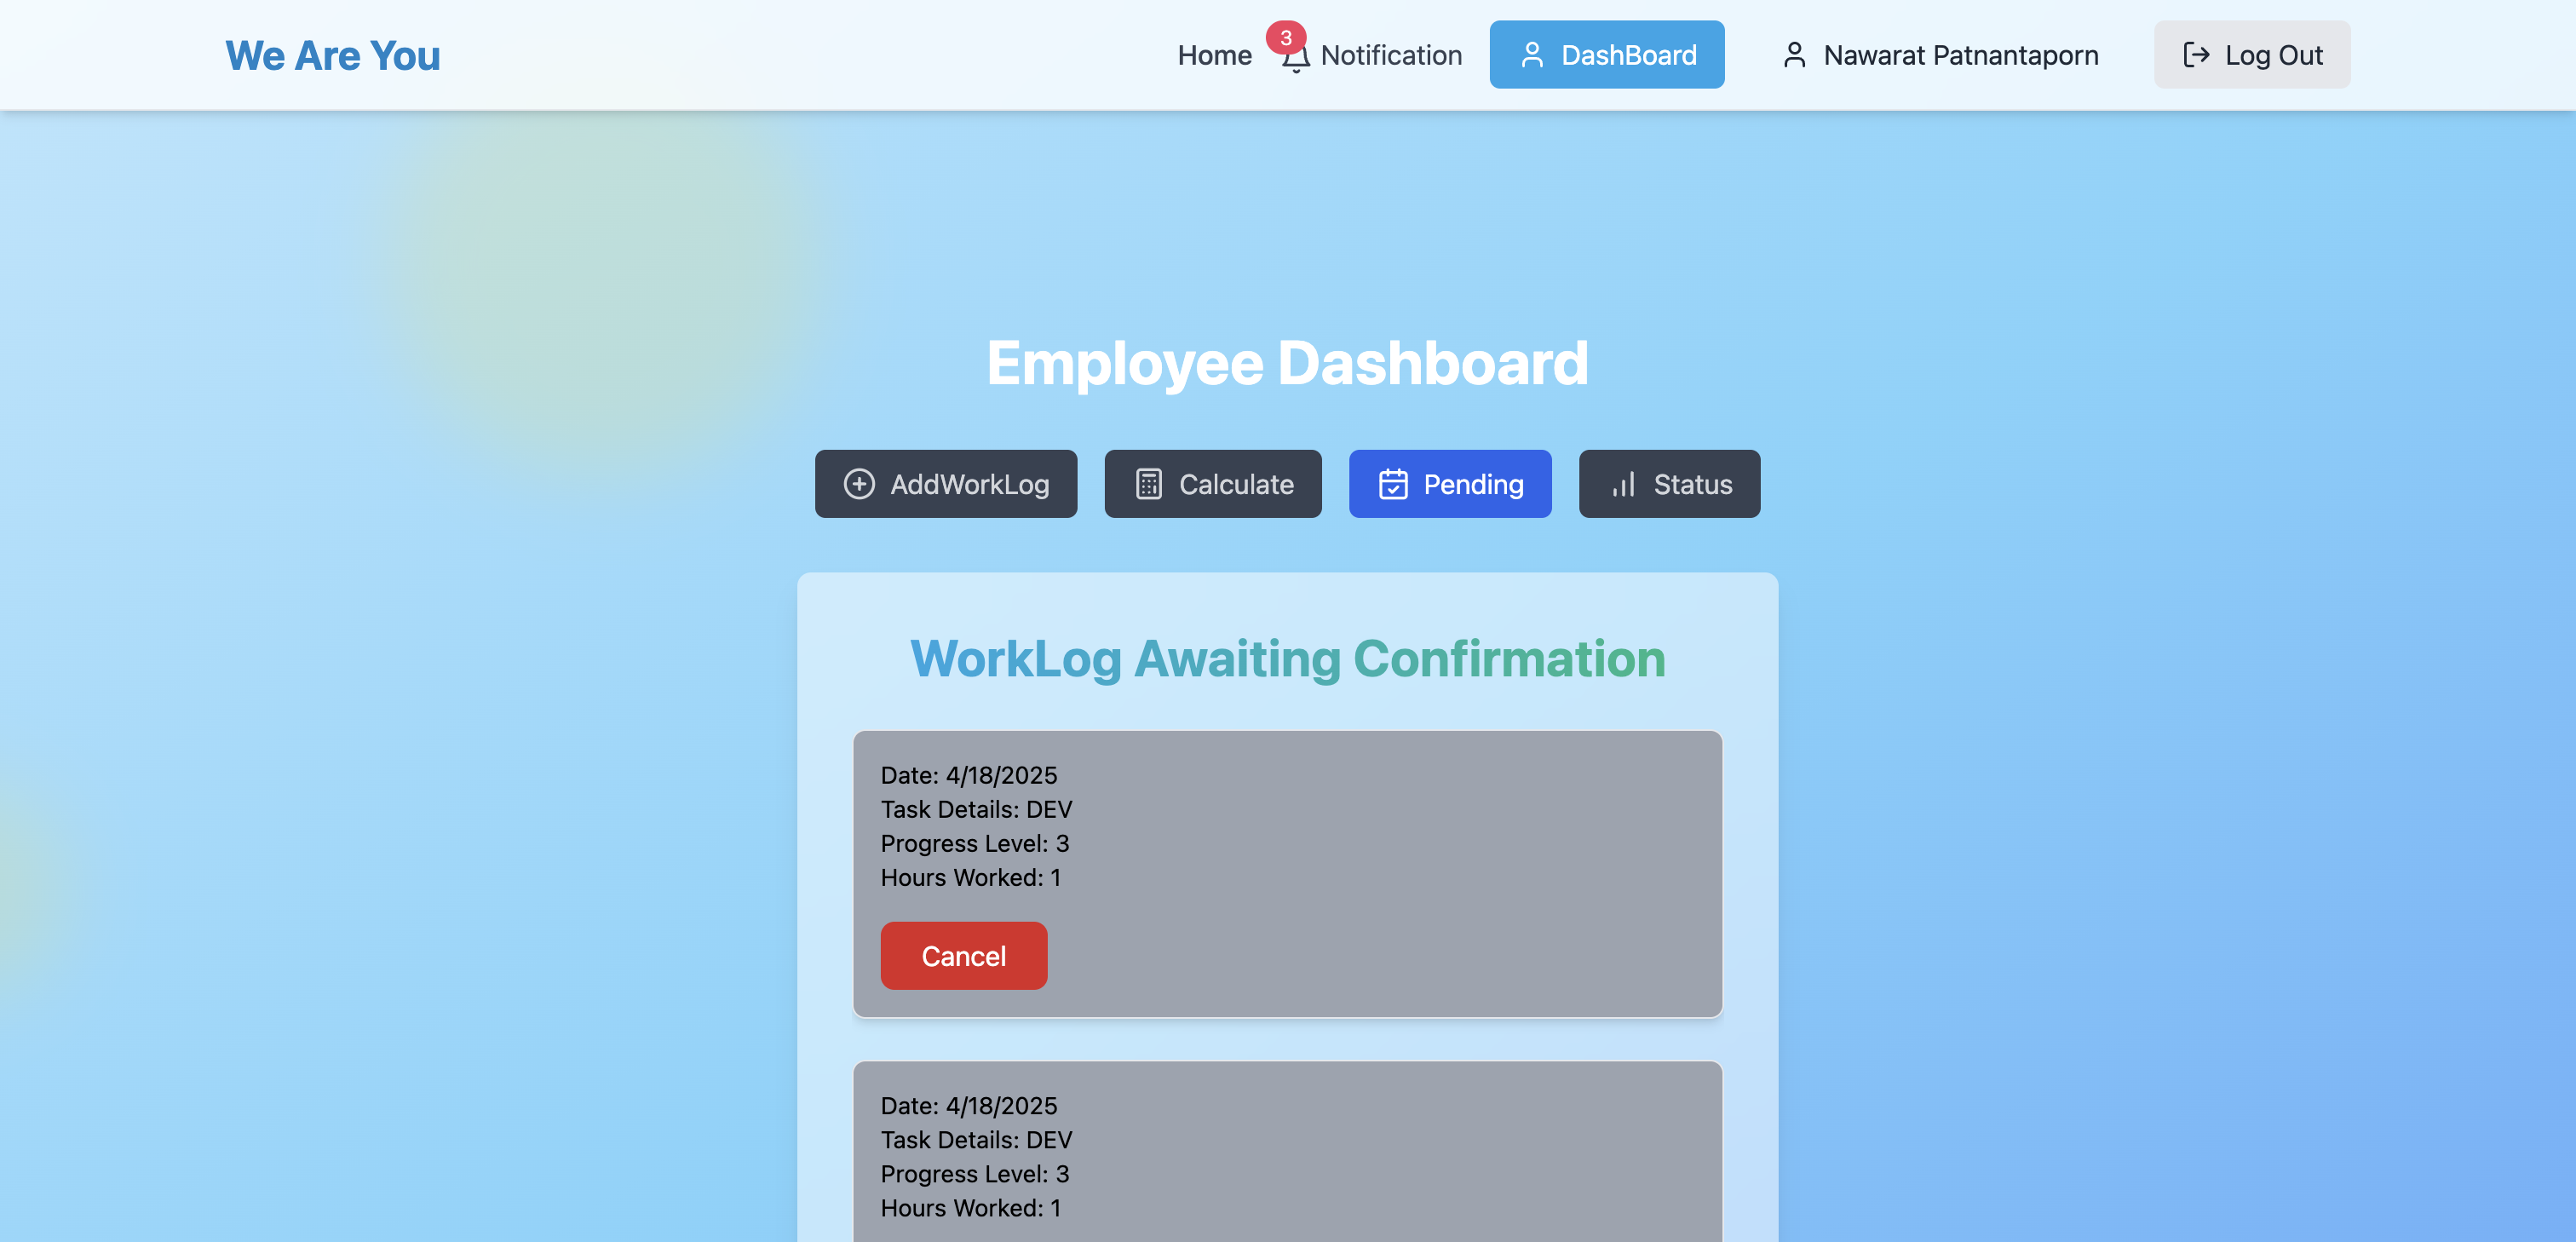 We Are You
Home
3
Notification
DashBoard
Nawarat Patnantaporn
Log Out
Employee Dashboard
AddWorkLog
Calculate
Pending
Status
WorkLog Awaiting Confirmation
Date: 4/18/2025
Task Details: DEV
Progress Level: 3
Hours Worked: 1
Cancel
Date: 4/18/2025
Task Details: DEV
Progress Level: 3
Hours Worked: 1